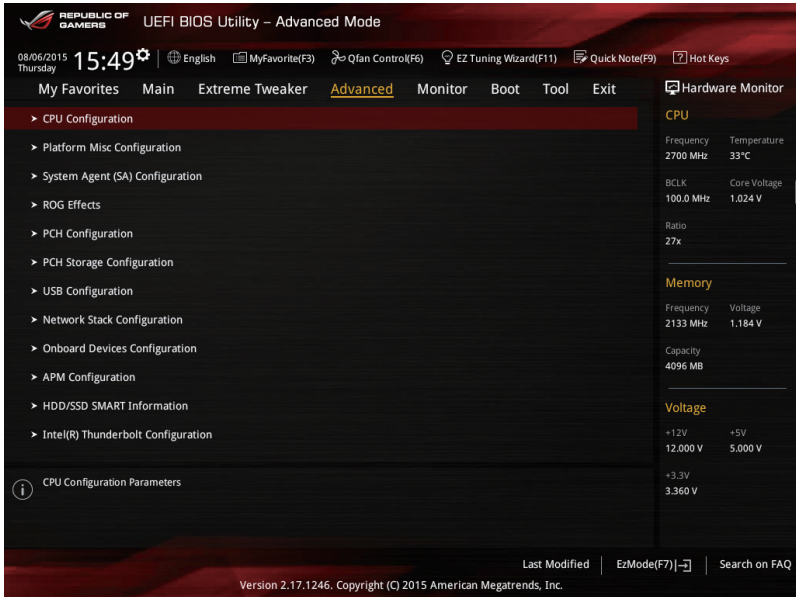 REPUBLIC OF
GAMERS
UEFI BIOS Utility – Advanced Mode
08/06/2015
Thursday
15:49
English
MyFavorite(F3)
Qfan Control(F6)
EZ Tuning Wizard(F11)
Quick Note(F9)
? Hot Keys
My Favorites Main Extreme Tweaker Advanced Monitor Boot Tool Exit
Hardware Monitor
> CPU Configuration
> Platform Misc Configuration
> System Agent (SA) Configuration
> ROG Effects
> PCH Configuration
> PCH Storage Configuration
> USB Configuration
> Network Stack Configuration
> Onboard Devices Configuration
> APM Configuration
> HDD/SSD SMART Information
> Intel(R) Thunderbolt Configuration
i CPU Configuration Parameters
CPU
Frequency Temperature
2700 MHz 33°C
BCLK Core Voltage
100.0 MHz 1.024 V
Ratio
27x
Memory
Frequency Voltage
2133 MHz 1.184 V
Capacity
4096 MB
Voltage
+12V +5V
12.000 V 5.000 V
+3.3V
3.360 V
Last Modified
EzMode(F7)
Search on FAQ
Version 2.17.1246. Copyright (C) 2015 American Megatrends, Inc.